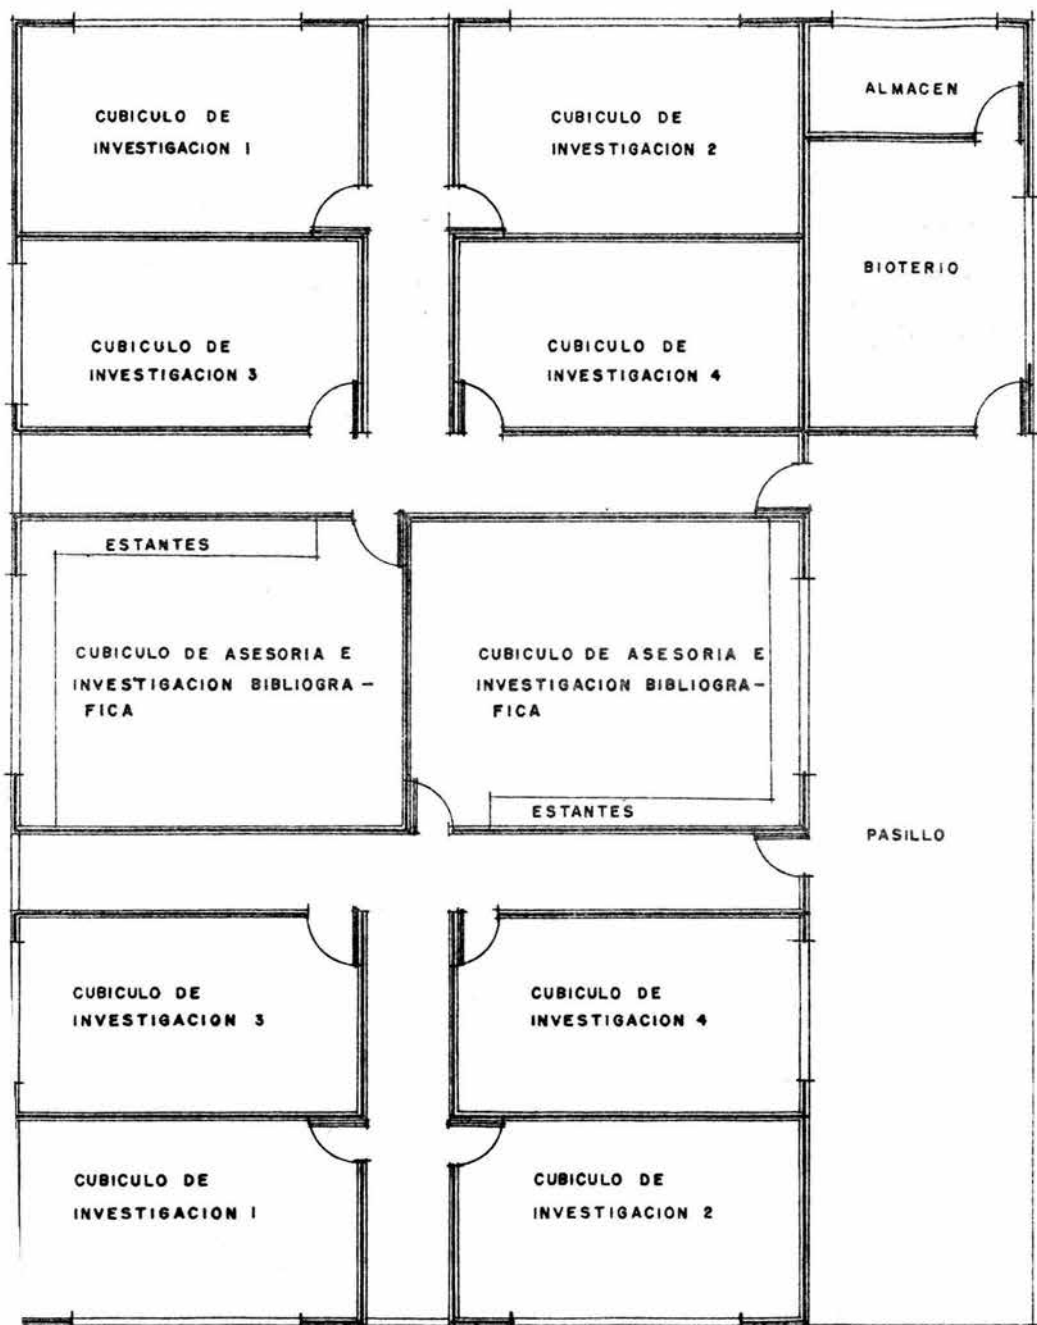 CUBICULO DE
INVESTIGACION 1
CUBICULO DE
INVESTIGACION 2
ALMACEN
BIOTERIO
CUBICULO DE
INVESTIGACION 3
CUBICULO DE
INVESTIGACION 4
ESTANTES
CUBICULO DE ASESORIA E
INVESTIGACION BIBLIOGRA-
FICA
CUBICULO DE ASESORIA E
INVESTIGACION BIBLIOGRA-
FICA
ESTANTES
PASILLO
CUBICULO DE
INVESTIGACION 3
CUBICULO DE
INVESTIGACION 4
CUBICULO DE
INVESTIGACION 1
CUBICULO DE
INVESTIGACION 2